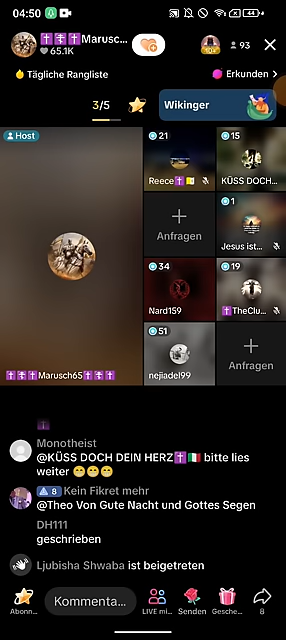 04:50
44
✝️✝️✝️Marusc...
65.1K
93
Tägliche Rangliste
Erkunden >
3/5
Wikinger
Host
21
15
Reece✝️
KÜSS DOCH...
Anfragen
1
Jesus ist...
34
19
Nard159
✝️TheClu...
51
nejiadel99
Anfragen
✝️✝️✝️Marusch65✝️✝️✝️
Monotheist
@KÜSS DOCH DEIN HERZ✝️🇮🇹 bitte lies
weiter 😁😁😁
8 Kein Fikret mehr
@Theo Von Gute Nacht und Gottes Segen
DH111
geschrieben
Ljubisha Shwaba ist beigetreten
Abonn...
Kommenta...
LIVE mi...
Senden
Gesche...
8